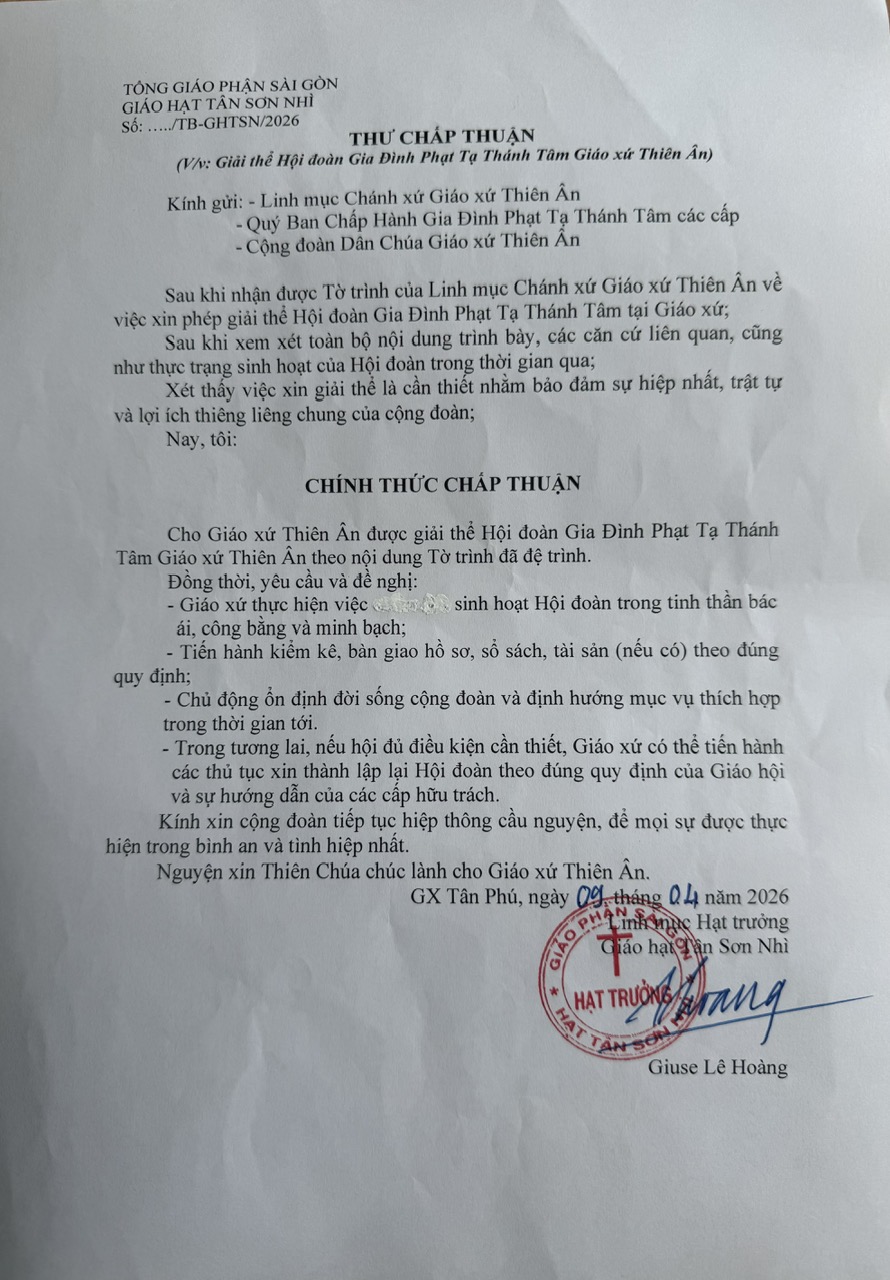 TÔNG GIÁO PHẬN SÀI GÒN
GIÁO HẠT TÂN SƠN NHÌ
Số: …../TB-GHTSN/2026
THƯ CHẤP THUẬN
(V/v: Giải thể Hội đoàn Gia Đình Phạt Tạ Thánh Tâm Giáo xứ Thiên Ân)
Kính gửi: - Linh mục Chánh xứ Giáo xứ Thiên Ân
- Quý Ban Chấp Hành Gia Đình Phạt Tạ Thánh Tâm các cấp
- Cộng đoàn Dân Chúa Giáo xứ Thiên Ân
Sau khi nhận được Tờ trình của Linh mục Chánh xứ Giáo xứ Thiên Ân về
việc xin phép giải thể Hội đoàn Gia Đình Phạt Tạ Thánh Tâm tại Giáo xứ;
Sau khi xem xét toàn bộ nội dung trình bày, các căn cứ liên quan, cũng
như thực trạng sinh hoạt của Hội đoàn trong thời gian qua;
Xét thấy việc xin giải thể là cần thiết nhằm bảo đảm sự hiệp nhất, trật tự
và lợi ích thiêng liêng chung của cộng đoàn;
Nay, tôi:
CHÍNH THỨC CHẤP THUẬN
Cho Giáo xứ Thiên Ân được giải thể Hội đoàn Gia Đình Phạt Tạ Thánh
Tâm Giáo xứ Thiên Ân theo nội dung Tờ trình đã đệ trình.
Đồng thời, yêu cầu và đề nghị:
- Giáo xứ thực hiện việc sinh hoạt Hội đoàn trong tinh thần bác
ái, công bằng và minh bạch;
- Tiến hành kiểm kê, bàn giao hồ sơ, sổ sách, tài sản (nếu có) theo đúng
quy định;
- Chủ động ổn định đời sống cộng đoàn và định hướng mục vụ thích hợp
trong thời gian tới.
- Trong tương lai, nếu hội đủ điều kiện cần thiết, Giáo xứ có thể tiến hành
các thủ tục xin thành lập lại Hội đoàn theo đúng quy định của Giáo hội
và sự hướng dẫn của các cấp hữu trách.
Kính xin cộng đoàn tiếp tục hiệp thông cầu nguyện, để mọi sự được thực
hiện trong bình an và tình hiệp nhất.
Nguyện xin Thiên Chúa chúc lành cho Giáo xứ Thiên Ân.
GX Tân Phú, ngày 09 tháng 04 năm 2026
Linh mục Hạt trưởng
Giáo hạt Tân Sơn Nhì
GIÁO PHẬN SÀI GÒN
HẠT TRƯỞNG
HẠT TÂN SƠN NHÌ
Hoang
Giuse Lê Hoàng